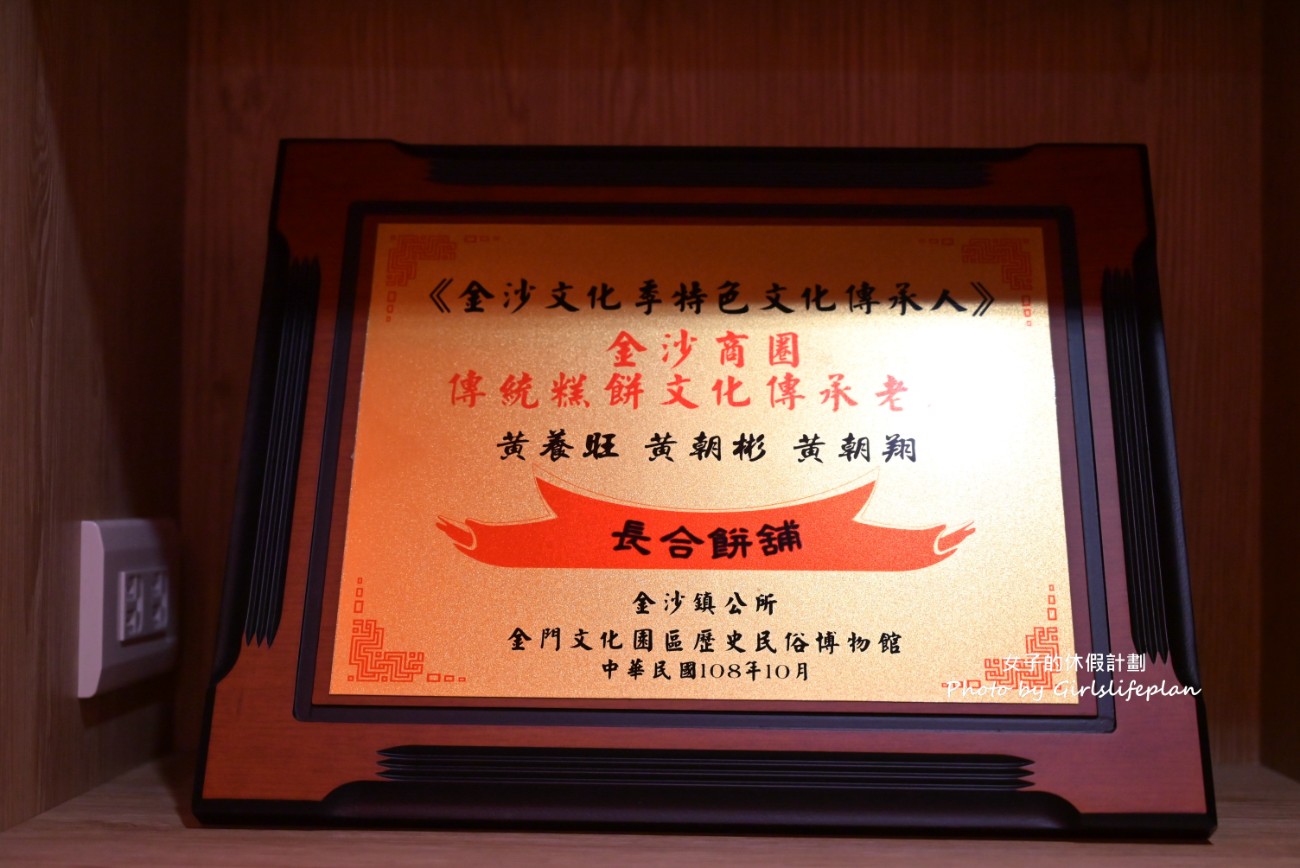 《金沙文化季特色文化傳承人》
金沙商圈
傳統糕餅文化傳承老
黃養旺 黃朝彬 黃朝翔
長合餅舖
金沙鎮公所
金門文化園區歷史民俗博物館
中華民國108年10月
女子的休假計劃
Photo by Girlslifeplan